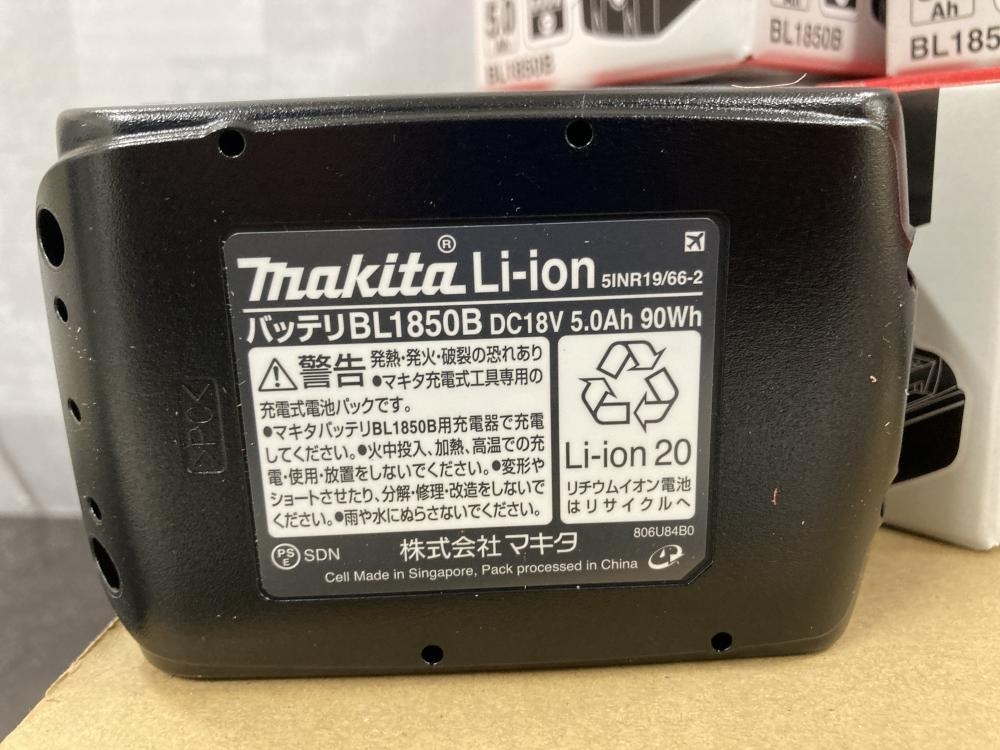 5.0
Ah
BL1850B
Ah
BL1850B
Ah
BL185
makita® Li-ion 5INR19/66-2
バッテリBL1850B DC18V 5.0Ah 90Wh
警告 発熱・発火・破裂の恐れあり
●マキタ充電式工具専用の
充電式電池パックです。
●マキタバッテリBL1850B用充電器で充電
してください。●火中投入、加熱、高温での充
電・使用・放置をしないでください。●変形や
ショートさせたり、分解・修理・改造をしないで
ください。●雨や水にぬらさないでください。
Li-ion 20
リチウムイオン電池
はリサイクルへ
806U84B0
PS
E SDN 株式会社マキタ
Cell Made in Singapore, Pack processed in China
>PC<